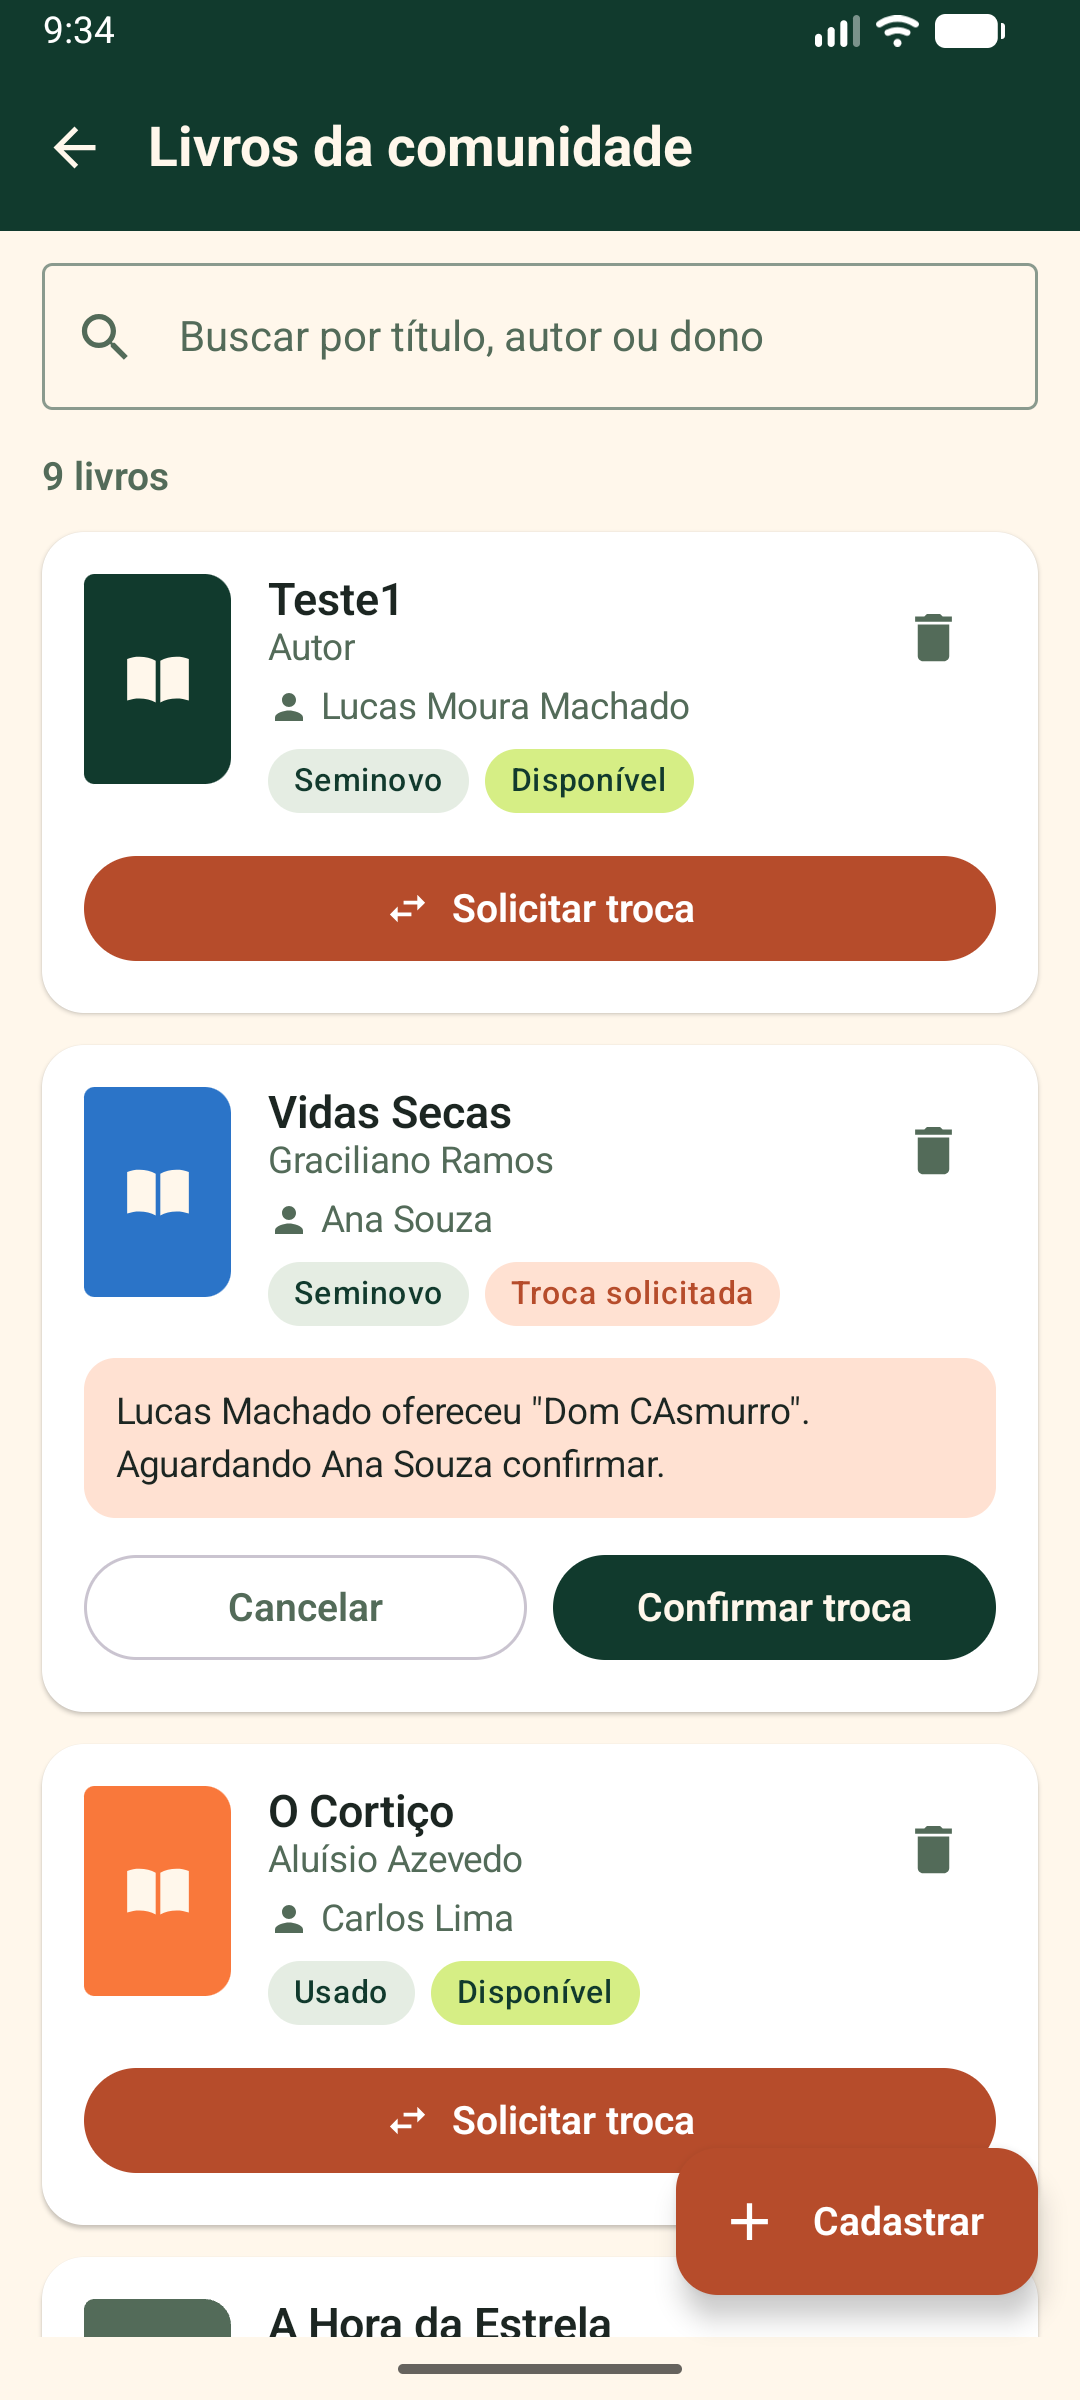 9:34
Livros da comunidade
Buscar por título, autor ou dono
9 livros
Teste1
Autor
Lucas Moura Machado
Seminovo
Disponível
Solicitar troca
Vidas Secas
Graciliano Ramos
Ana Souza
Seminovo
Troca solicitada
Lucas Machado ofereceu "Dom CAsmurro".
Aguardando Ana Souza confirmar.
Cancelar
Confirmar troca
O Cortiço
Aluísio Azevedo
Carlos Lima
Usado
Disponível
Solicitar troca
Cadastrar
A Hora da Estrela